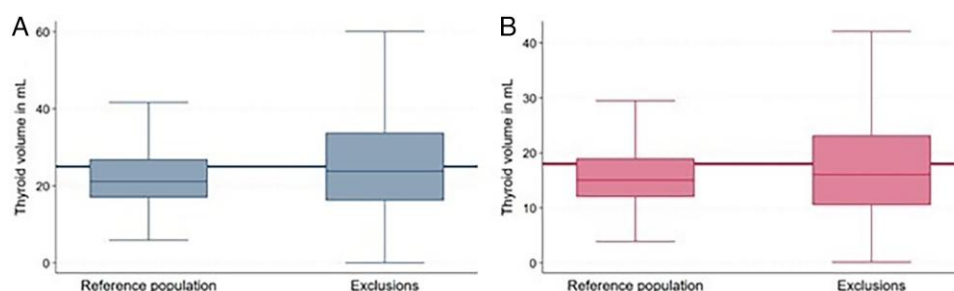 A
Thyroid volume in mL
60
40
20
0
Reference population
Exclusions
B
Thyroid volume in mL
40
30
20
10
0
Reference population
Exclusions